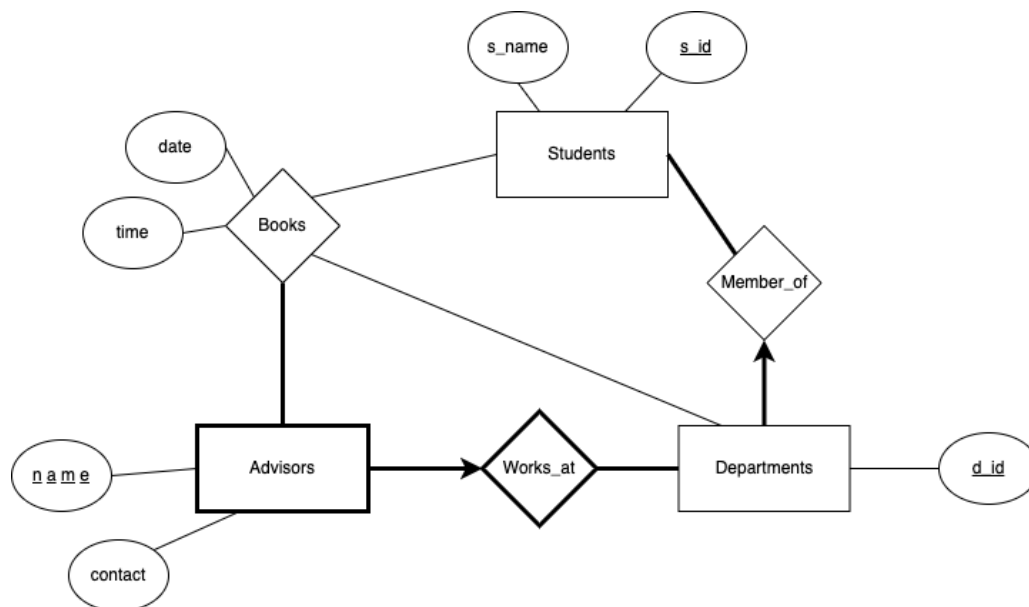 s_name
s_id
date
Students
time
Books
Member_of
n a m e
Advisors
Works_at
Departments
d_id
contact